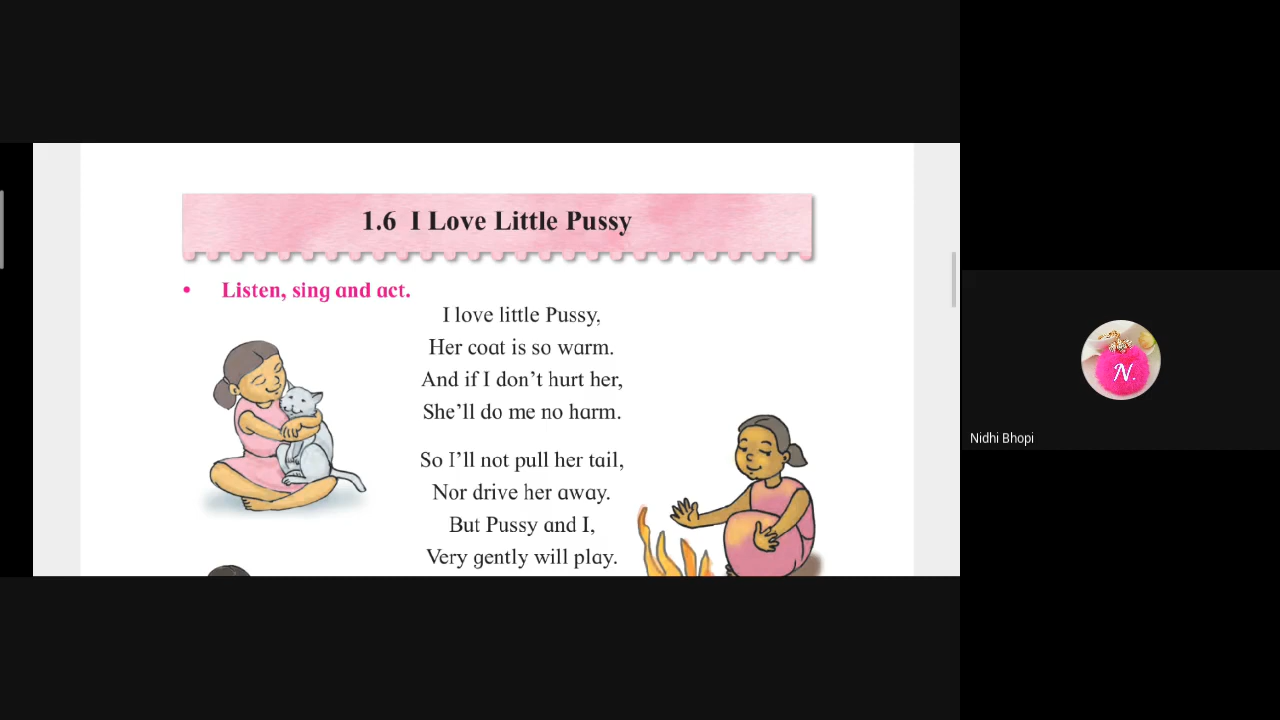 1.6 I Love Little Pussy
• Listen, sing and act.
I love little Pussy,
Her coat is so warm.
And if I don't hurt her,
She'll do me no harm.
So I'll not pull her tail,
Nor drive her away.
But Pussy and I,
Very gently will play.
N.
Nidhi Bhopi